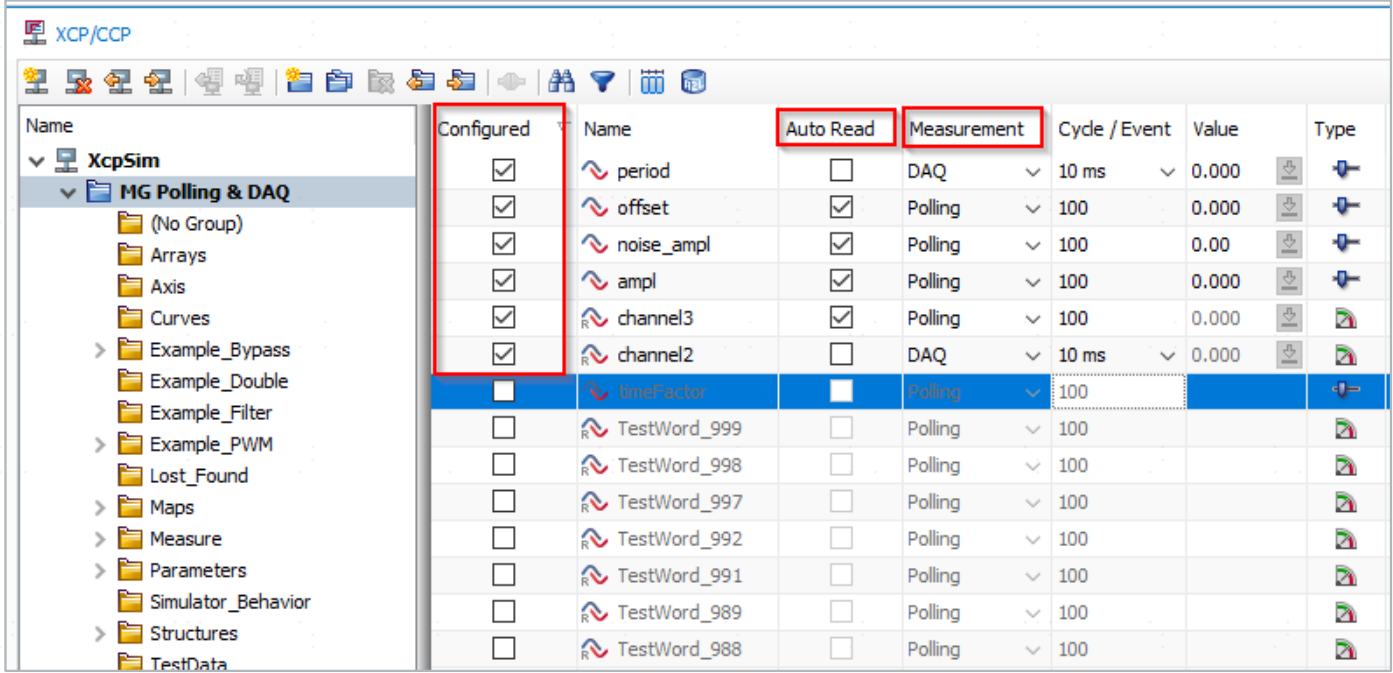 XCP/CCP
Name
XcpSim
MG Polling & DAQ
(No Group)
Arrays
Axis
Curves
Example_Bypass
Example_Double
Example_Filter
Example_PWM
Lost_Found
Maps
Measure
Parameters
Simulator_Behavior
Structures
TestData
Configured Name Auto Read Measurement Cycle / Event Value Type
period DAQ 10 ms 0.000
offset Polling 100 0.000
noise_ampl Polling 100 0.00
ampl Polling 100 0.000
R channel3 Polling 100 0.000
R channel2 DAQ 10 ms 0.000
timeFactor Polling 100
R TestWord_999 Polling 100
R TestWord_998 Polling 100
R TestWord_997 Polling 100
R TestWord_992 Polling 100
R TestWord_991 Polling 100
R TestWord_989 Polling 100
R TestWord_988 Polling 100